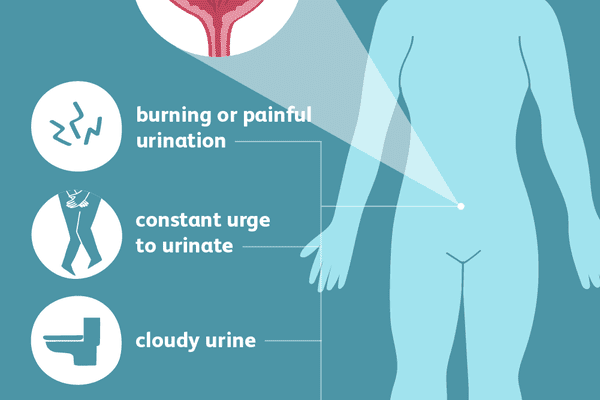 burning or painful
urination
constant urge
to urinate
cloudy urine